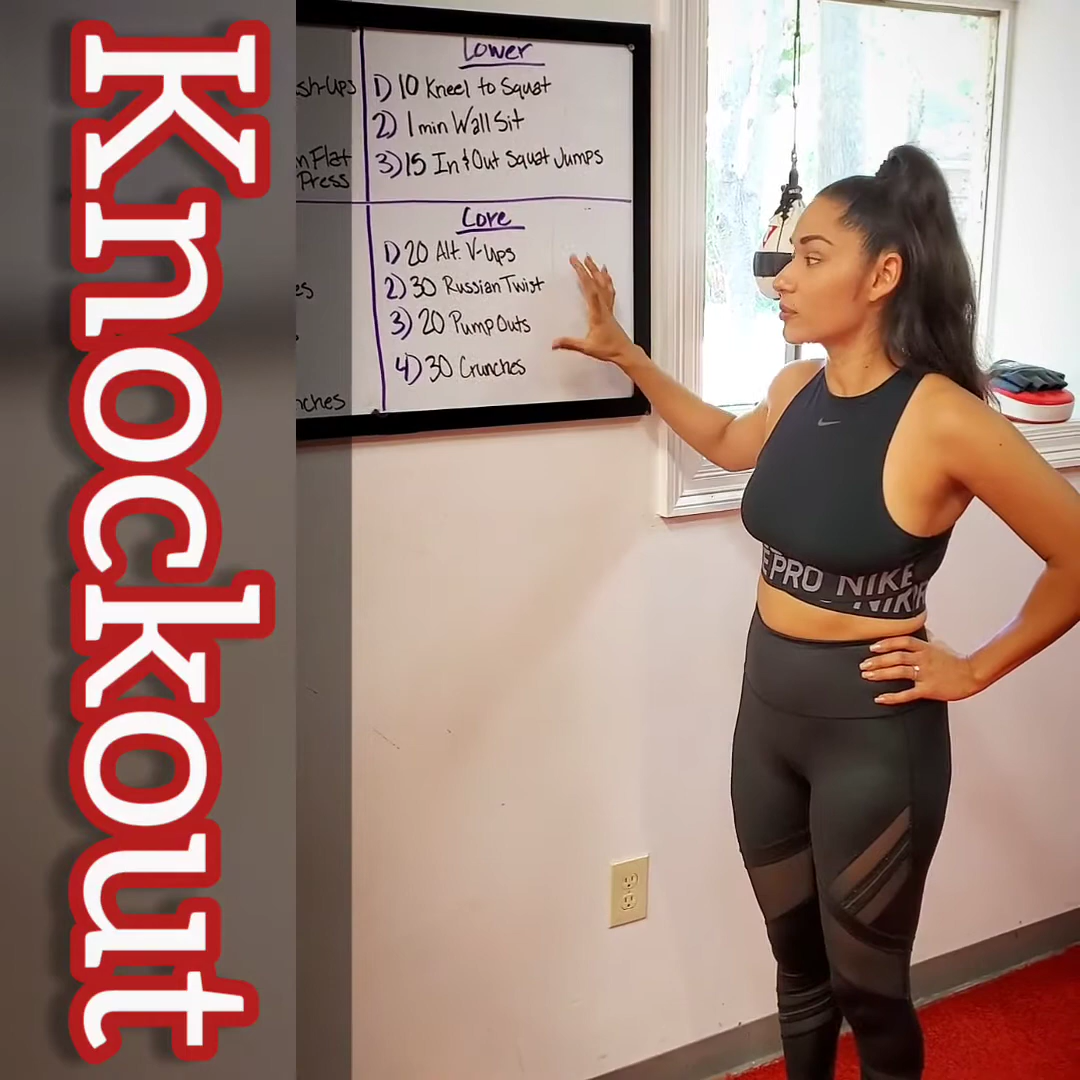 Knockout
Lower
1) 10 Kneel to Squat
2) 1 min Wall Sit
3) 15 In & Out Squat Jumps
sh-ups
n Flat
Press
Core
1) 20 Alt. V-Ups
2) 30 Russian Twist
3) 20 Pump Outs
4) 30 Crunches
es
nches
PRO NIKE